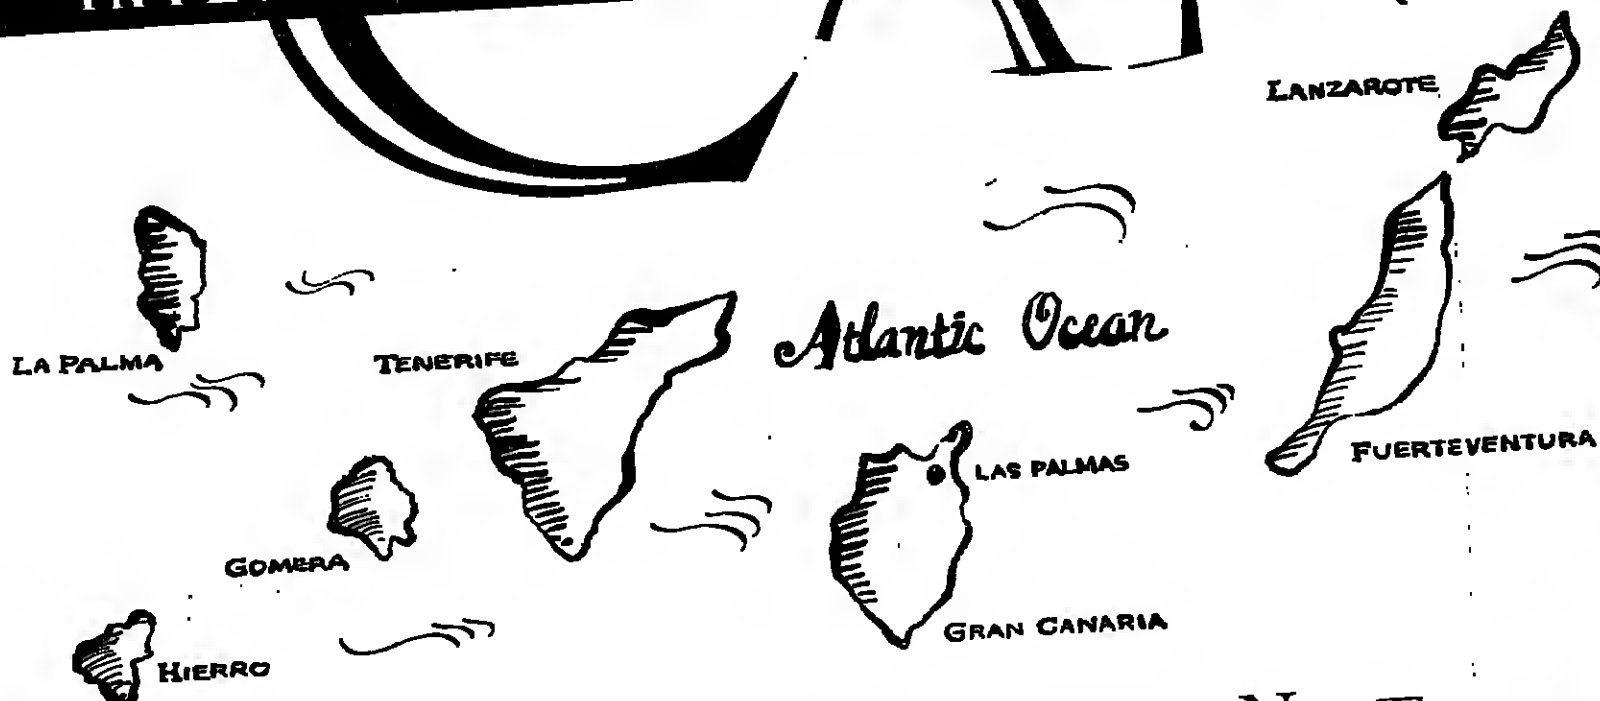 LANZAROTE
Atlantic Ocean
LA PALMA
TENERIFE
FUERTEVENTURA
LAS PALMAS
GOMERA
GRAN CANARIA
HIERRO